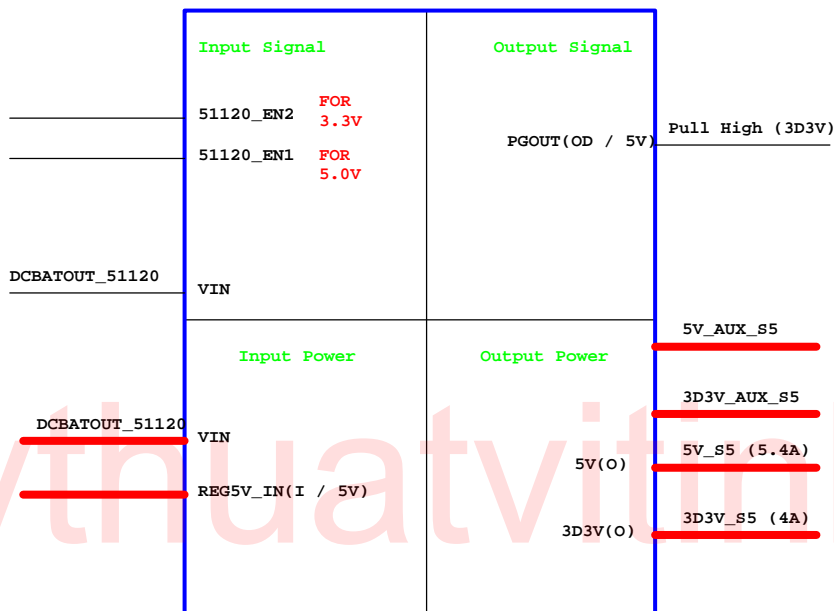 Input Signal
Output Signal
51120_EN2
FOR
3.3V
51120_EN1
FOR
5.0V
PGOUT(OD / 5V)
Pull High (3D3V)
DCBATOUT_51120
VIN
Input Power
Output Power
5V_AUX_S5
3D3V_AUX_S5
DCBATOUT_51120
VIN
5V(O)
5V_S5 (5.4A)
REG5V_IN(I / 5V)
3D3V(O)
3D3V_S5 (4A)
ythuatvitin